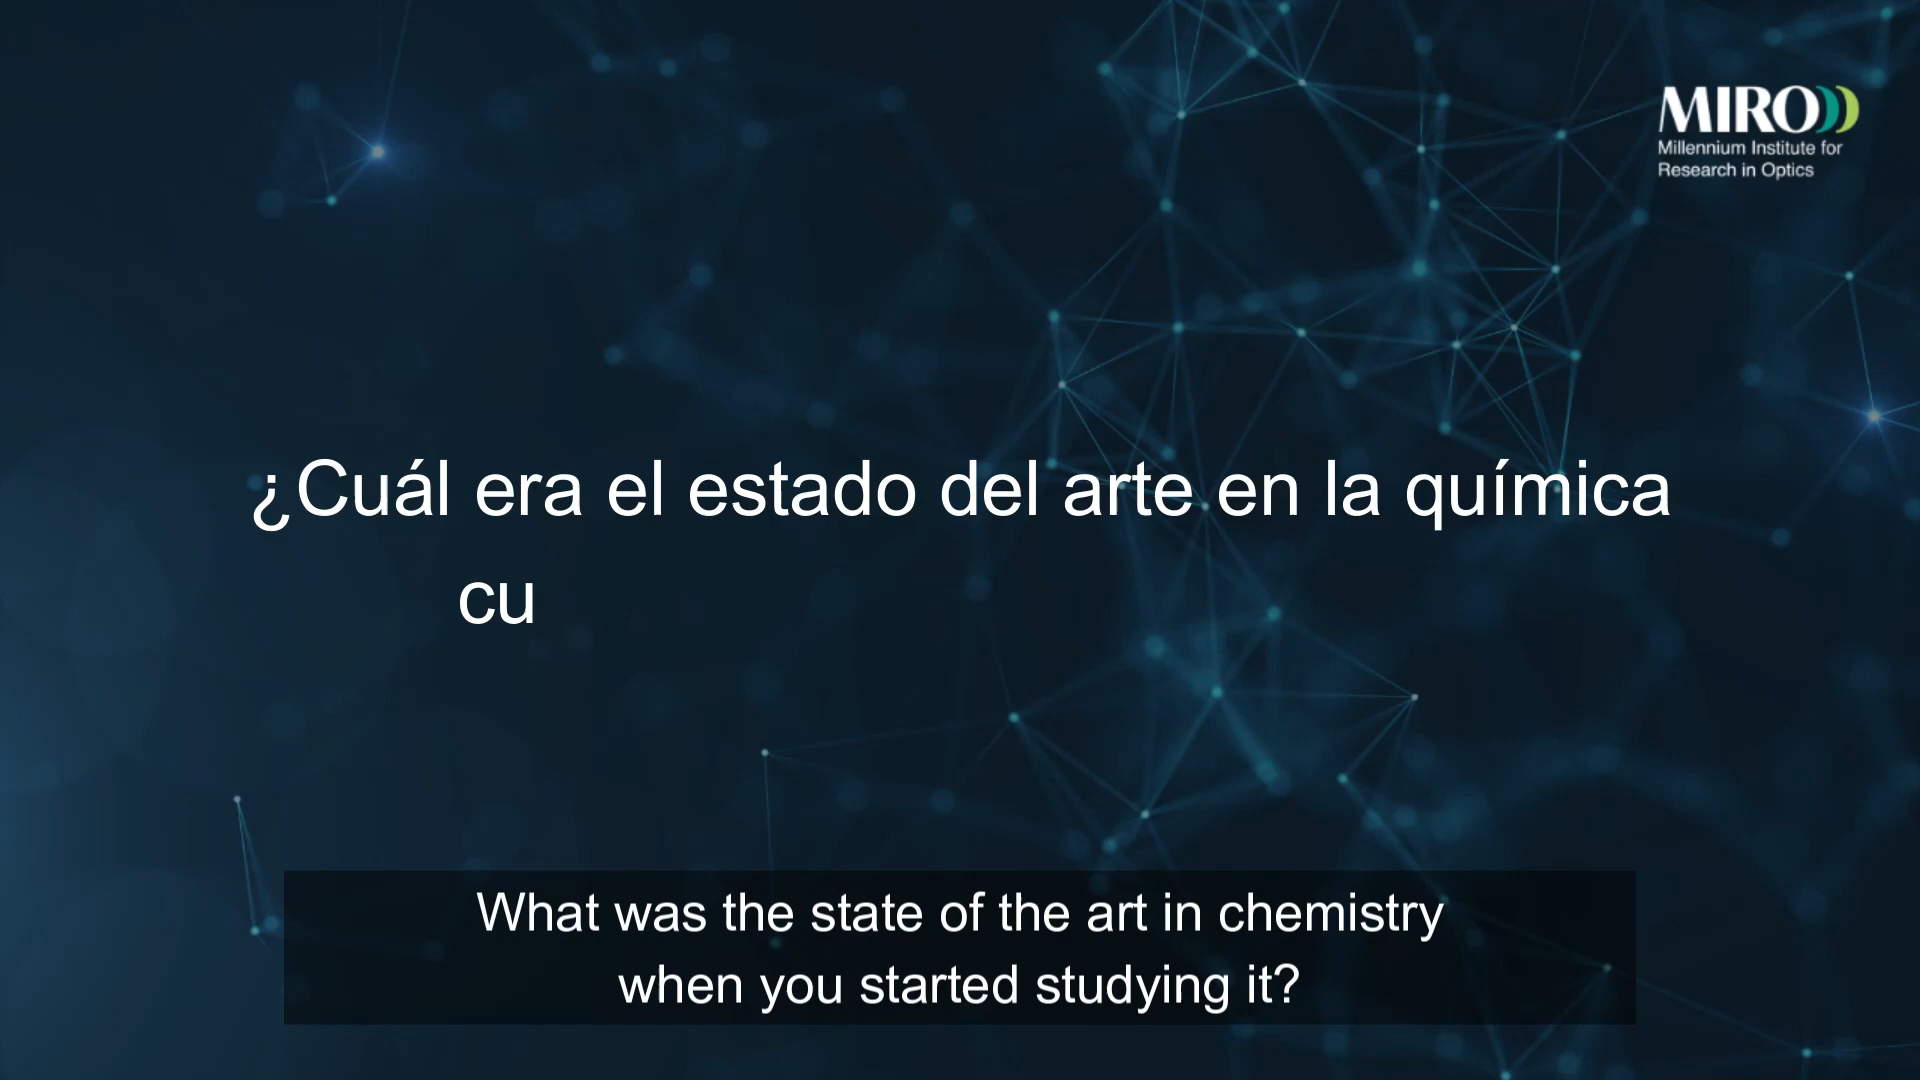 MIRO
Millennium Institute for
Research in Optics
¿Cuál era el estado del arte en la química
cu
What was the state of the art in chemistry
when you started studying it?